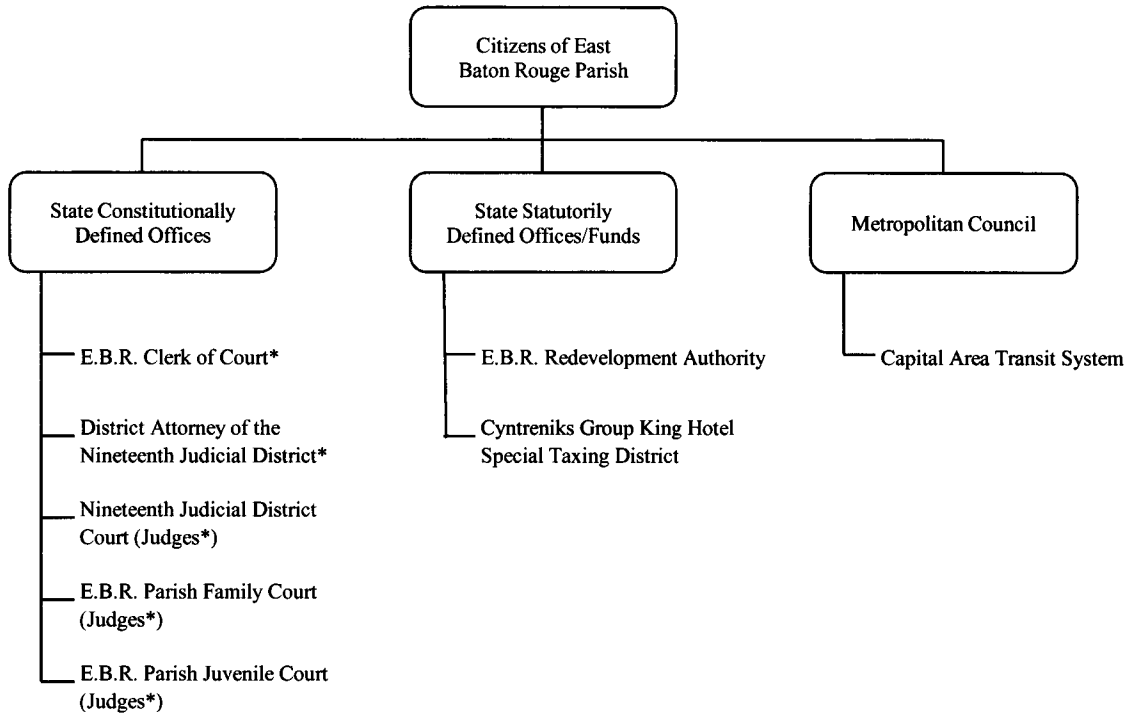 Citizens of East
Baton Rouge Parish
State Constitutionally
Defined Offices
State Statutorily
Defined Offices/Funds
Metropolitan Council
E.B.R. Clerk of Court*
District Attorney of the
Nineteenth Judicial District*
Nineteenth Judicial District
Court (Judges*)
E.B.R. Parish Family Court
(Judges*)
E.B.R. Parish Juvenile Court
(Judges*)
E.B.R. Redevelopment Authority
Cyntreniks Group King Hotel
Special Taxing District
Capital Area Transit System